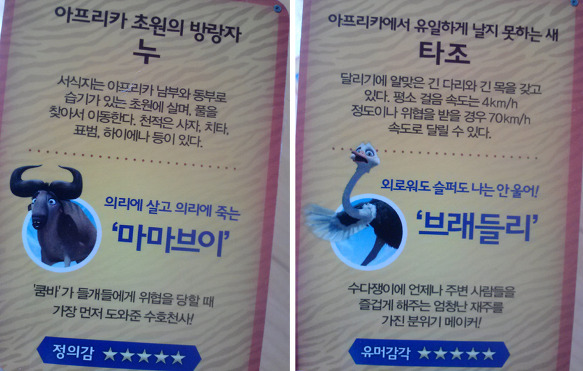 아프리카 초원의 방랑자
누
서식지는 아프리카 남부와 동부로
습기가 있는 초원에 살며, 풀을
찾아서 이동한다. 천적은 사자, 치타,
표범, 하이에나 등이 있다.
의리에 살고 의리에 죽는
'마마브이'
'쿰바'가 들개들에게 위협을 당할 때
가장 먼저 도와준 수호천사!
정의감 ★★★★★
아프리카에서 유일하게 날지 못하는 새
타조
달리기에 알맞은 긴 다리와 긴 목을 갖고
있다. 평소 걸음 속도는 4km/h
정도이나 위협을 받을 경우 70km/h
속도로 달릴 수 있다.
외로워도 슬퍼도 나는 안 울어!
'브래들리'
수다쟁이에 언제나 주변 사람들을
즐겁게 해주는 엄청난 재주를
가진 분위기 메이커!
유머감각 ★★★★★